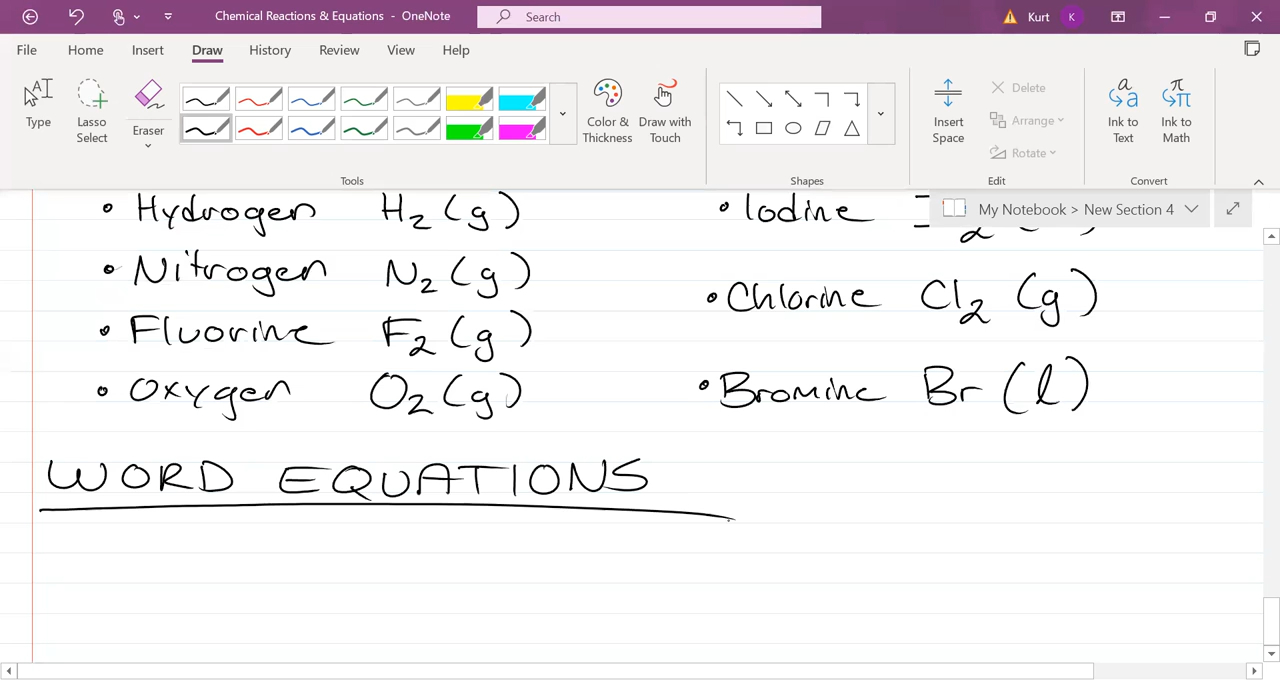 Chemical Reactions & Equations - OneNote
Search
Kurt K
File Home Insert Draw History Review View Help
Type
Lasso Select
Eraser
Color & Thickness
Draw with Touch
Insert Space
Delete
Arrange
Rotate
Ink to Text
Ink to Math
Tools Shapes Edit Convert
My Notebook > New Section 4
• Hydrogen H₂ (g)
• Iodine I₂
• Nitrogen N₂ (g)
• Chlorine Cl₂ (g)
• Fluorine F₂ (g)
• Oxygen O₂ (g)
• Bromine Br (l)
WORD EQUATIONS